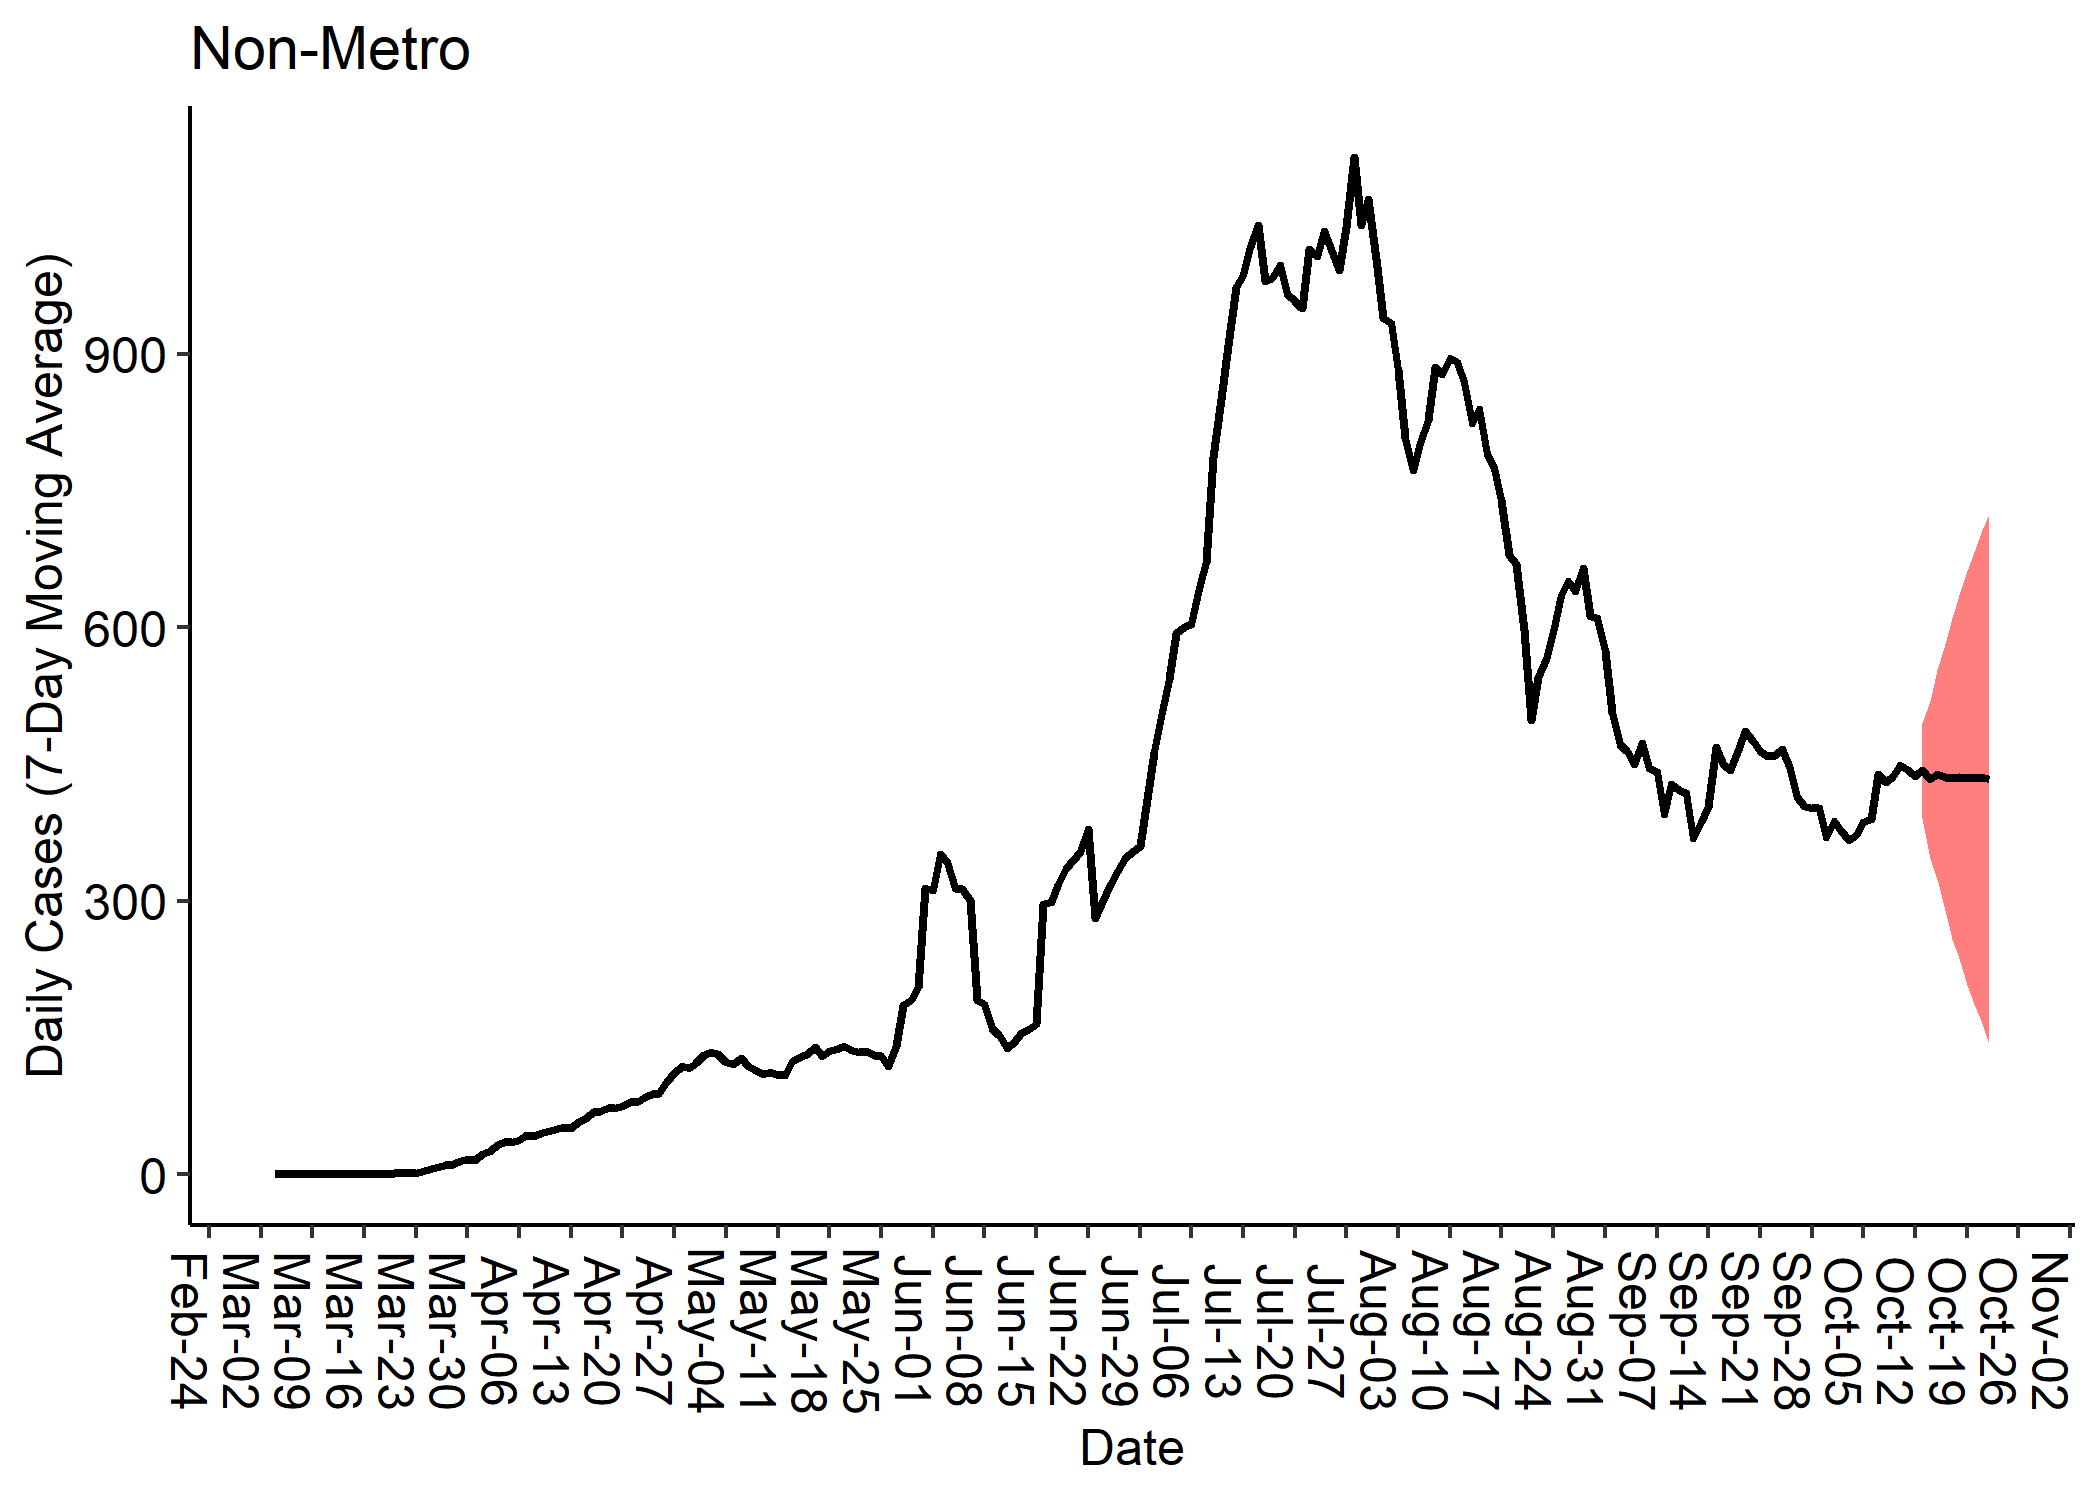 Non-Metro
Daily Cases (7-Day Moving Average)
900
600
300
0
Feb-24
Mar-02
Mar-09
Mar-16
Mar-23
Mar-30
Apr-06
Apr-13
Apr-20
Apr-27
May-04
May-11
May-18
May-25
Jun-01
Jun-08
Jun-15
Jun-22
Jun-29
Jul-06
Jul-13
Jul-20
Jul-27
Aug-03
Aug-10
Aug-17
Aug-24
Aug-31
Sep-07
Sep-14
Sep-21
Sep-28
Oct-05
Oct-12
Oct-19
Oct-26
Nov-02
Date